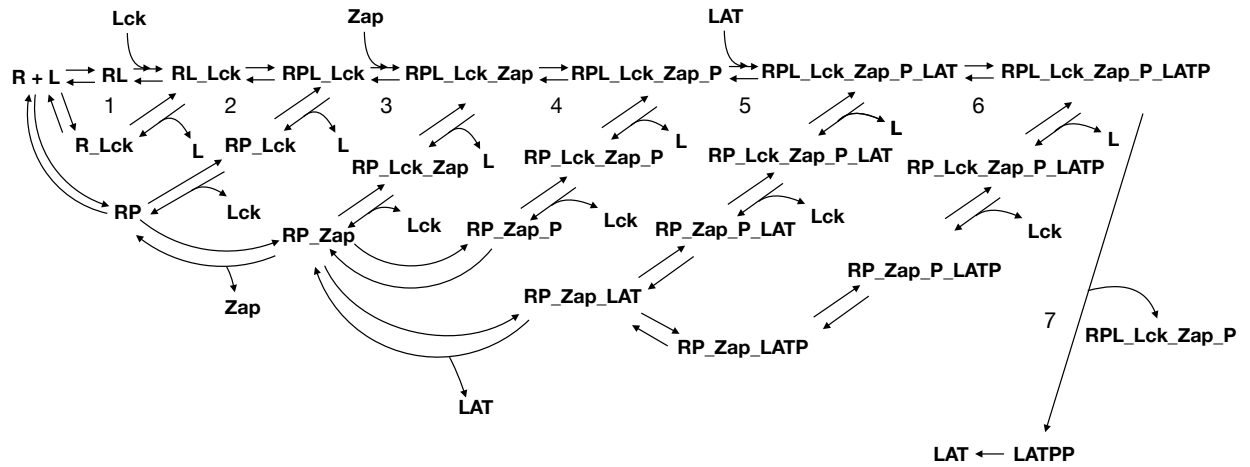 Lck
Zap
LAT
R + L
RL
RL_Lck
RPL_Lck
RPL_Lck_Zap
RPL_Lck_Zap_P
RPL_Lck_Zap_P_LAT
RPL_Lck_Zap_P_LATP
1
2
3
4
5
6
R_Lck
L
RP_Lck
L
RP_Lck_Zap
L
RP_Lck_Zap_P
L
RP_Lck_Zap_P_LAT
L
RP_Lck_Zap_P_LATP
L
RP
Lck
RP_Zap
Lck
RP_Zap_P
Lck
RP_Zap_P_LAT
Lck
Lck
RP_Zap_P_LATP
Zap
RP_Zap_LAT
7
RPL_Lck_Zap_P
RP_Zap_LATP
LAT
LAT
LATPP